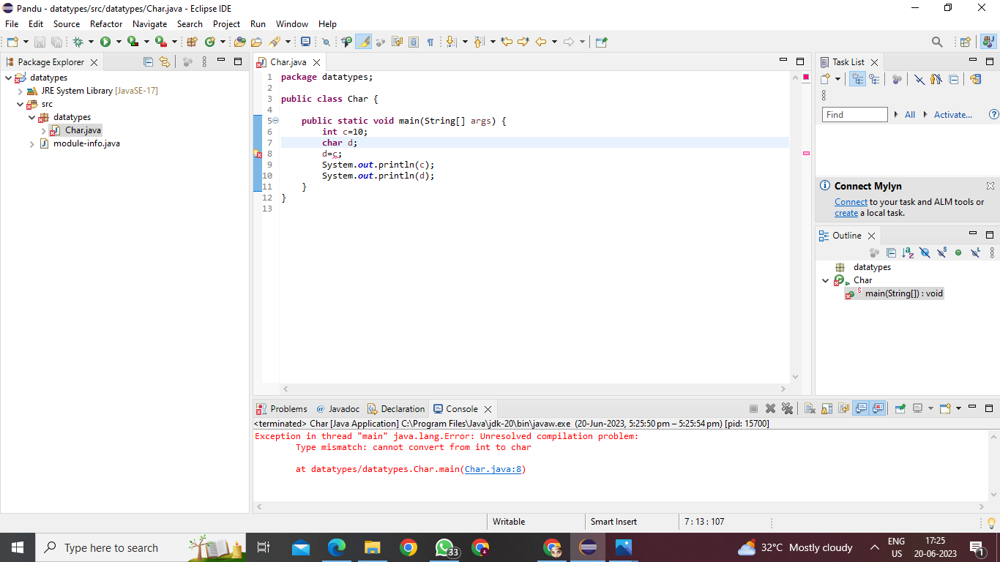 Pandu - datatypes/src/datatypes/Char.java - Eclipse IDE
File Edit Source Refactor Navigate Search Project Run Window Help
Package Explorer
datatypes
JRE System Library [JavaSE-17]
src
datatypes
Char.java
module-info.java
Char.java
1 package datatypes;
2
3 public class Char {
4
5 public static void main(String[] args) {
6 int c=10;
7 char d;
8 d=c;
9 System.out.println(c);
10 System.out.println(d);
11 }
12 }
13
Task List
Find All Activate...
Connect Mylyn
Connect to your task and ALM tools or
create a local task.
Outline
datatypes
Char
main(String[]) : void
Problems @ Javadoc Declaration Console
<terminated> Char [Java Application] C:\Program Files\Java\jdk-20\bin\javaw.exe (20-Jun-2023, 5:25:50 pm – 5:25:54 pm) [pid: 15700]
Exception in thread "main" java.lang.Error: Unresolved compilation problem:
Type mismatch: cannot convert from int to char
at datatypes/datatypes.Char.main(Char.java:8)
Writable Smart Insert 7 : 13 : 107
Type here to search
33
32°C Mostly cloudy
ENG
US
17:25
20-06-2023
1